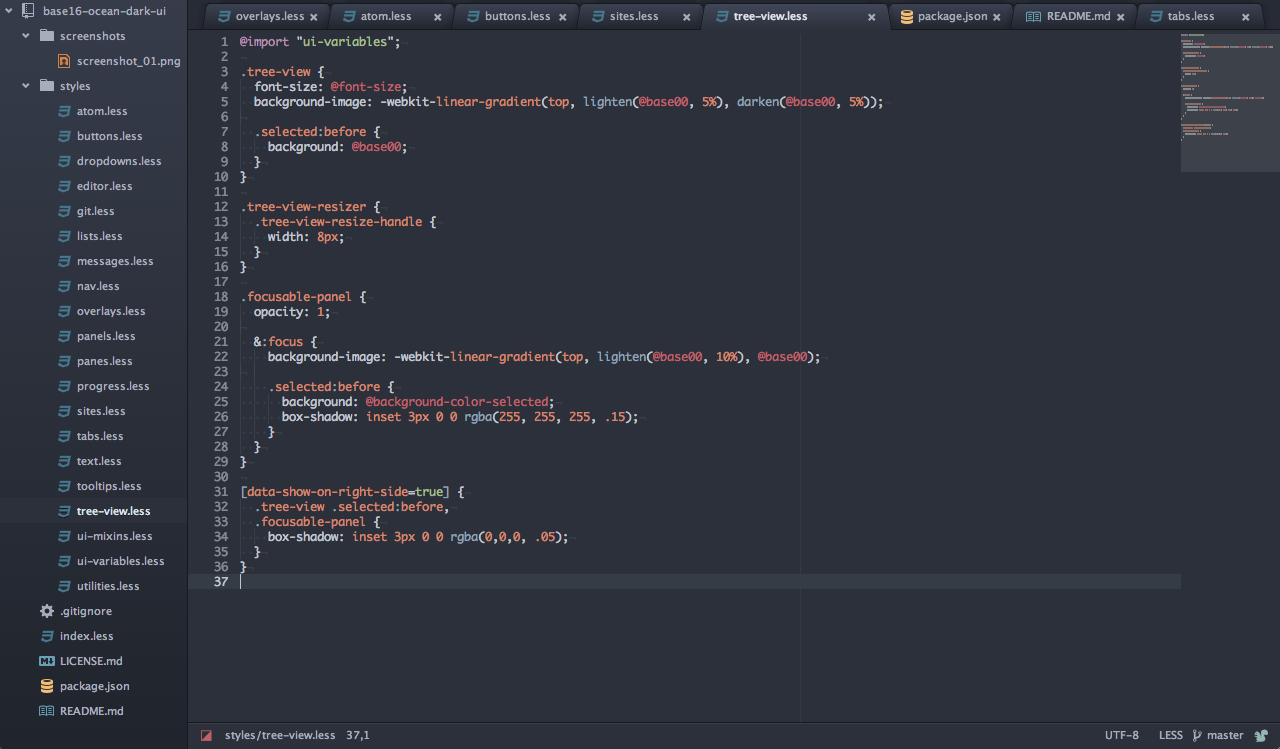 base16-ocean-dark-ui
screenshots
screenshot_01.png
styles
atom.less
buttons.less
dropdowns.less
editor.less
git.less
lists.less
messages.less
nav.less
overlays.less
panels.less
panes.less
progress.less
sites.less
tabs.less
text.less
tooltips.less
tree-view.less
ui-mixins.less
ui-variables.less
utilities.less
.gitignore
index.less
LICENSE.md
package.json
README.md
overlays.less × atom.less × buttons.less × sites.less × tree-view.less × package.json × README.md × tabs.less ×
1 @import "ui-variables";
2
3 .tree-view {
4   font-size: @font-size;
5   background-image: -webkit-linear-gradient(top, lighten(@base00, 5%), darken(@base00, 5%));
6
7   .selected:before {
8     background: @base00;
9   }
10 }
11
12 .tree-view-resizer {
13   .tree-view-resize-handle {
14     width: 8px;
15   }
16 }
17
18 .focusable-panel {
19   opacity: 1;
20
21   &:focus {
22     background-image: -webkit-linear-gradient(top, lighten(@base00, 10%), @base00);
23
24     .selected:before {
25       background: @background-color-selected;
26       box-shadow: inset 3px 0 0 rgba(255, 255, 255, .15);
27     }
28   }
29 }
30
31 [data-show-on-right-side=true] {
32   .tree-view .selected:before,
33   .focusable-panel {
34     box-shadow: inset 3px 0 0 rgba(0,0,0, .05);
35   }
36 }
37
styles/tree-view.less 37,1 UTF-8 LESS master